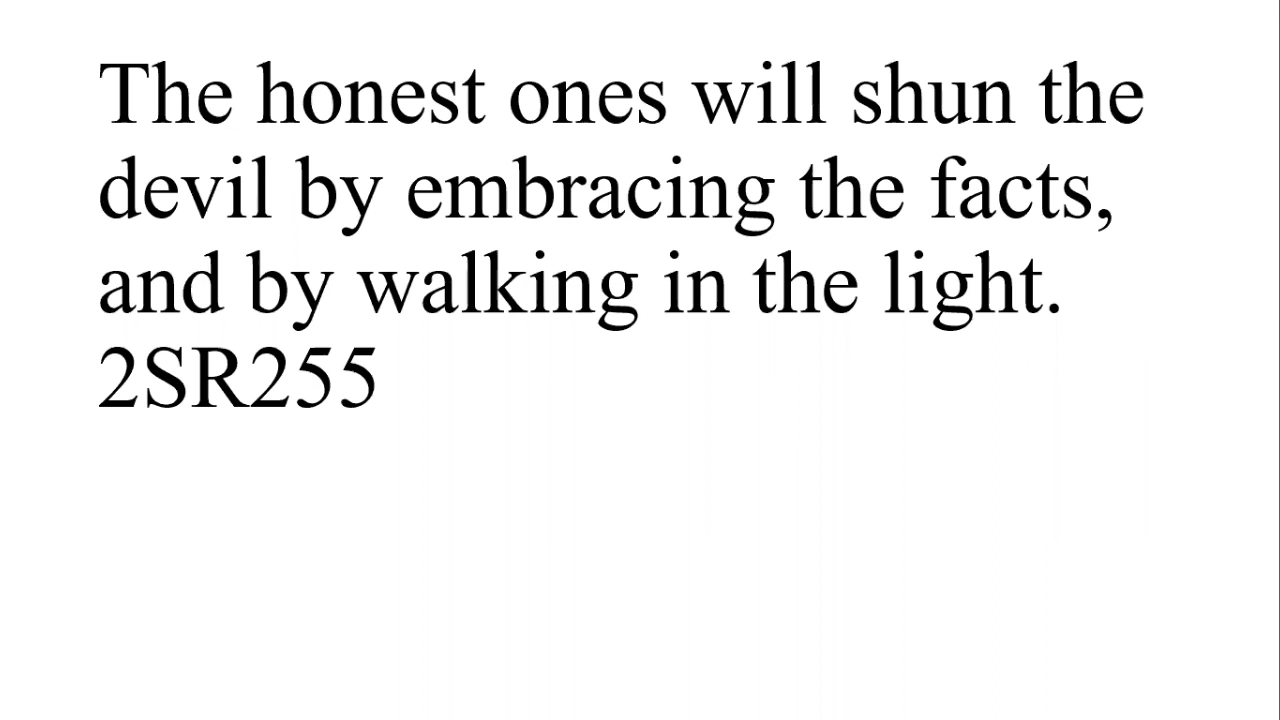 The honest ones will shun the
devil by embracing the facts,
and by walking in the light.
2SR255